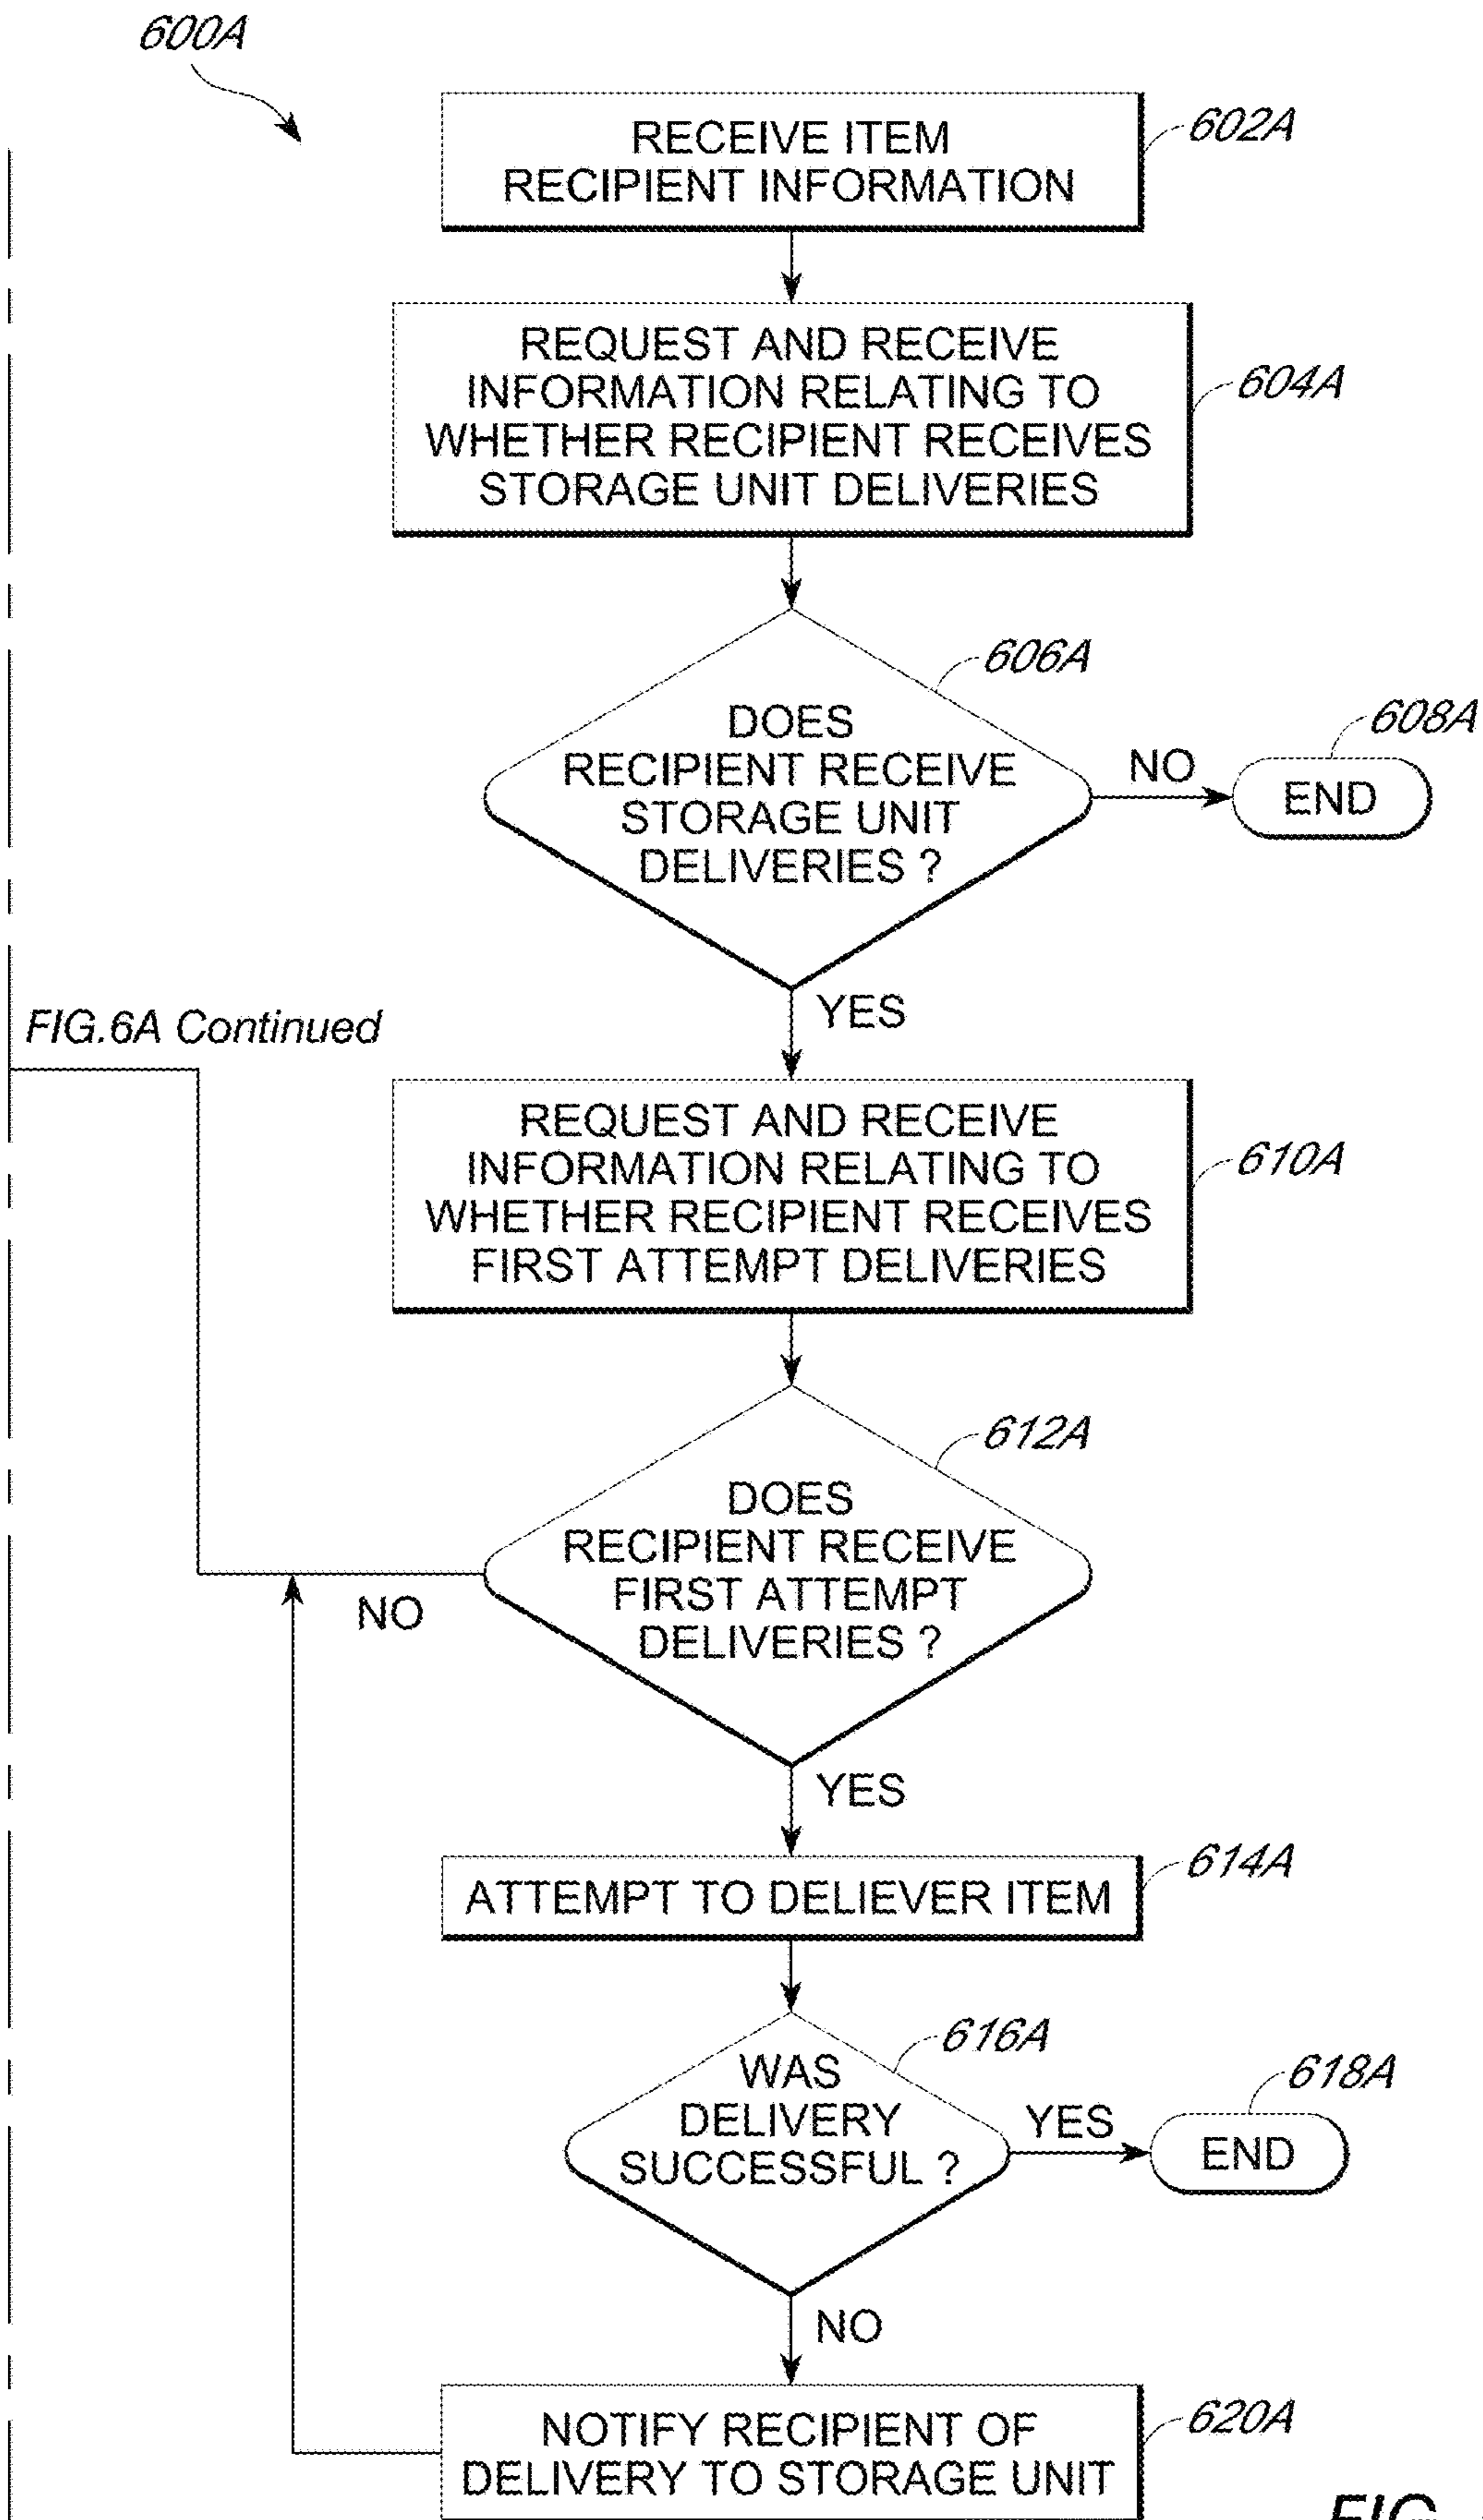 600A
RECEIVE ITEM
RECIPIENT INFORMATION
602A
REQUEST AND RECEIVE
INFORMATION RELATING TO
WHETHER RECIPIENT RECEIVES
STORAGE UNIT DELIVERIES
604A
606A
DOES
RECIPIENT RECEIVE
STORAGE UNIT
DELIVERIES ?
NO
608A
END
YES
FIG.6A Continued
REQUEST AND RECEIVE
INFORMATION RELATING TO
WHETHER RECIPIENT RECEIVES
FIRST ATTEMPT DELIVERIES
610A
612A
DOES
RECIPIENT RECEIVE
FIRST ATTEMPT
DELIVERIES ?
NO
YES
ATTEMPT TO DELIEVER ITEM
614A
616A
WAS
DELIVERY
SUCCESSFUL ?
YES
618A
END
NO
NOTIFY RECIPIENT OF
DELIVERY TO STORAGE UNIT
620A